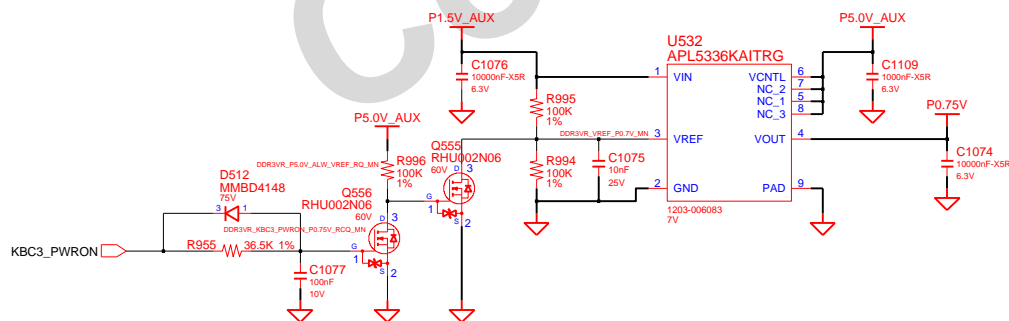 P1.5V_AUX
P5.0V_AUX
U532
APL5336KAITRG
C1076
10000nF-X5R
6.3V
1
VIN
VCNTL
6
NC_2
7
NC_1
5
NC_3
8
C1109
10000nF-X5R
6.3V
R995
100K
1%
P0.75V
P5.0V_AUX
DDR3VR_VREF_P0.7V_MN
3
VREF
VOUT
4
Q555
RHU002N06
60V
DDR3VR_P5.0V_ALW_VREF_RQ_MN
R996
100K
1%
R994
100K
1%
C1075
10nF
25V
C1074
10000nF-X5R
6.3V
D
3
G
1
S
2
2
GND
PAD
9
1203-006083
7V
D512
MMBD4148
75V
3
1
Q556
RHU002N06
60V
DDR3VR_KBC3_PWRON_P0.75V_RCQ_MN
D
3
G
1
S
2
KBC3_PWRON
R955
36.5K 1%
C1077
100nF
10V